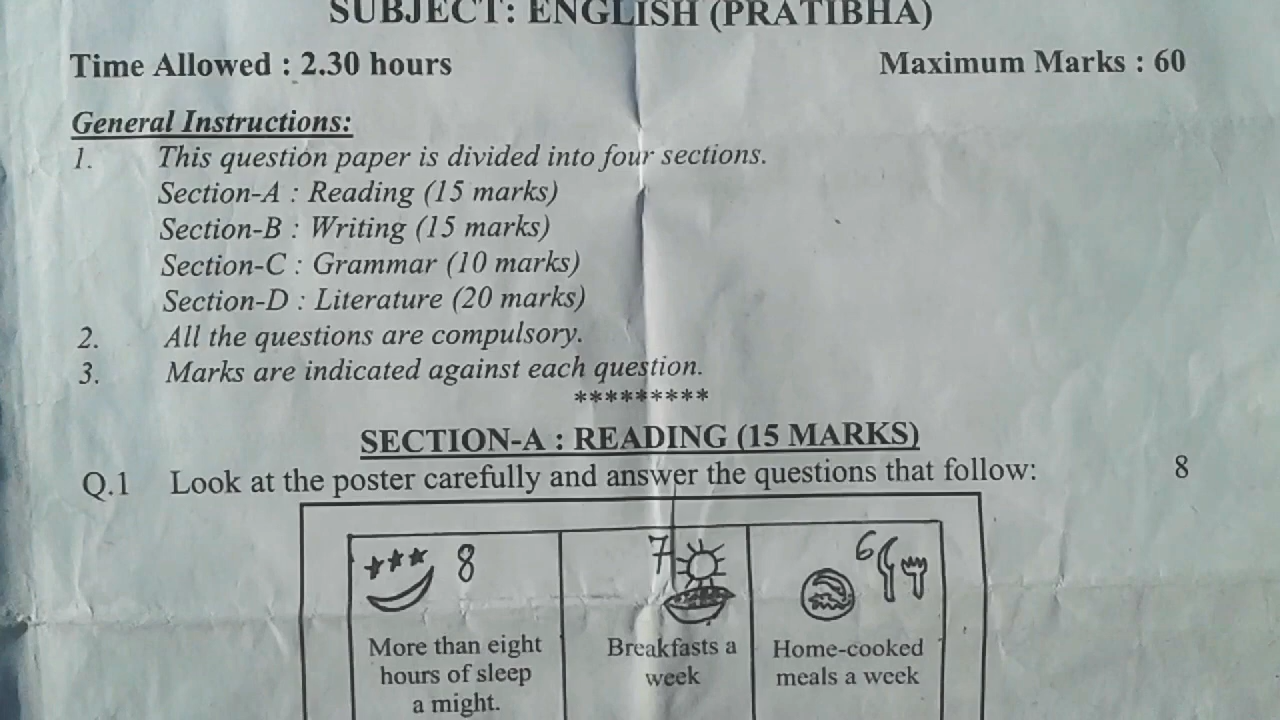 SUBJECT: ENGLISH (PRATIBHA)
Time Allowed : 2.30 hours Maximum Marks : 60
General Instructions:
1. This question paper is divided into four sections.
Section-A : Reading (15 marks)
Section-B : Writing (15 marks)
Section-C : Grammar (10 marks)
Section-D : Literature (20 marks)
2. All the questions are compulsory.
3. Marks are indicated against each question.
*********
SECTION-A : READING (15 MARKS)
Q.1 Look at the poster carefully and answer the questions that follow: 8
8
More than eight
hours of sleep
a might.
7
Breakfasts a
week
6
Home-cooked
meals a week